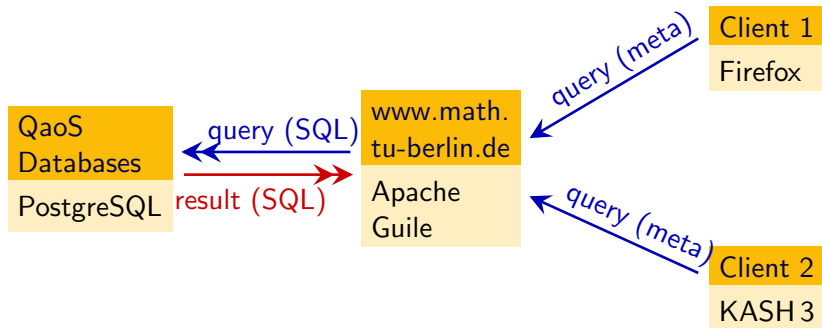 QaoS
Databases
PostgreSQL
query (SQL)
result (SQL)
www.math.
tu-berlin.de
Apache
Guile
query (meta)
query (meta)
Client 1
Firefox
Client 2
KASH 3